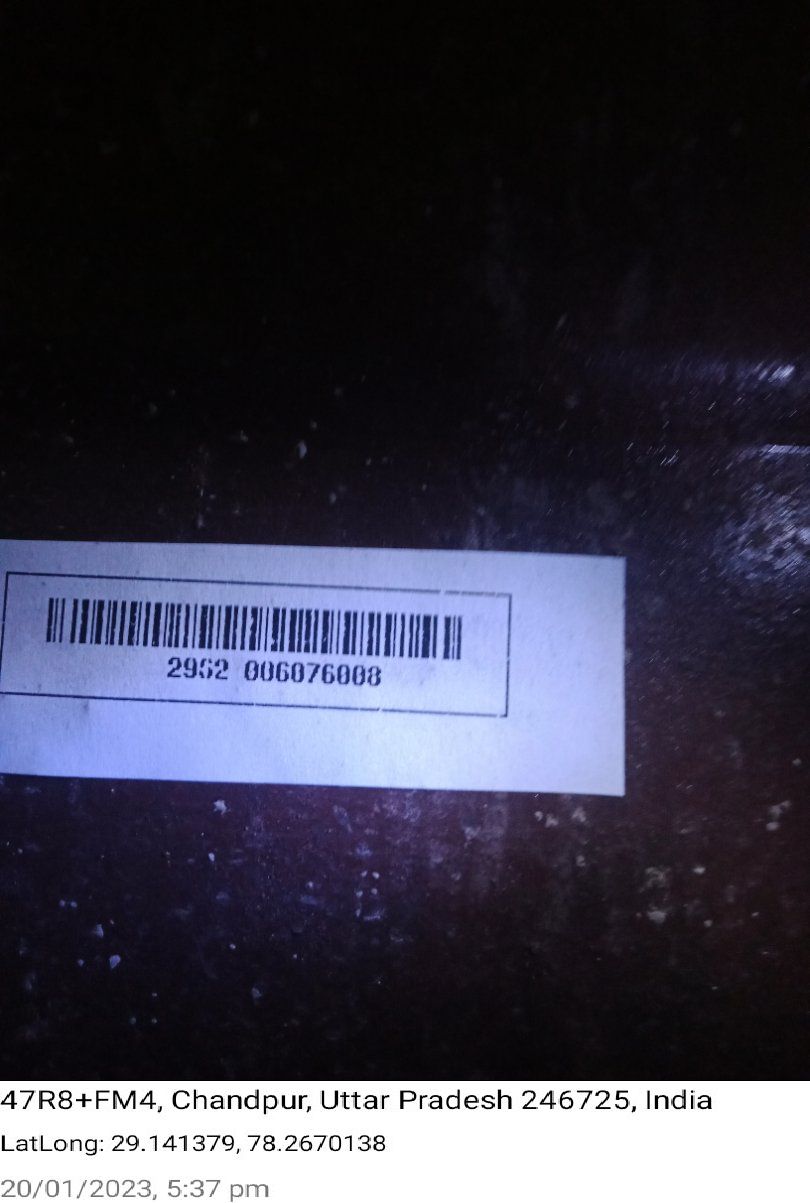 2952 006076008
47R8+FM4, Chandpur, Uttar Pradesh 246725, India
LatLong: 29.141379, 78.2670138
20/01/2023, 5:37 pm